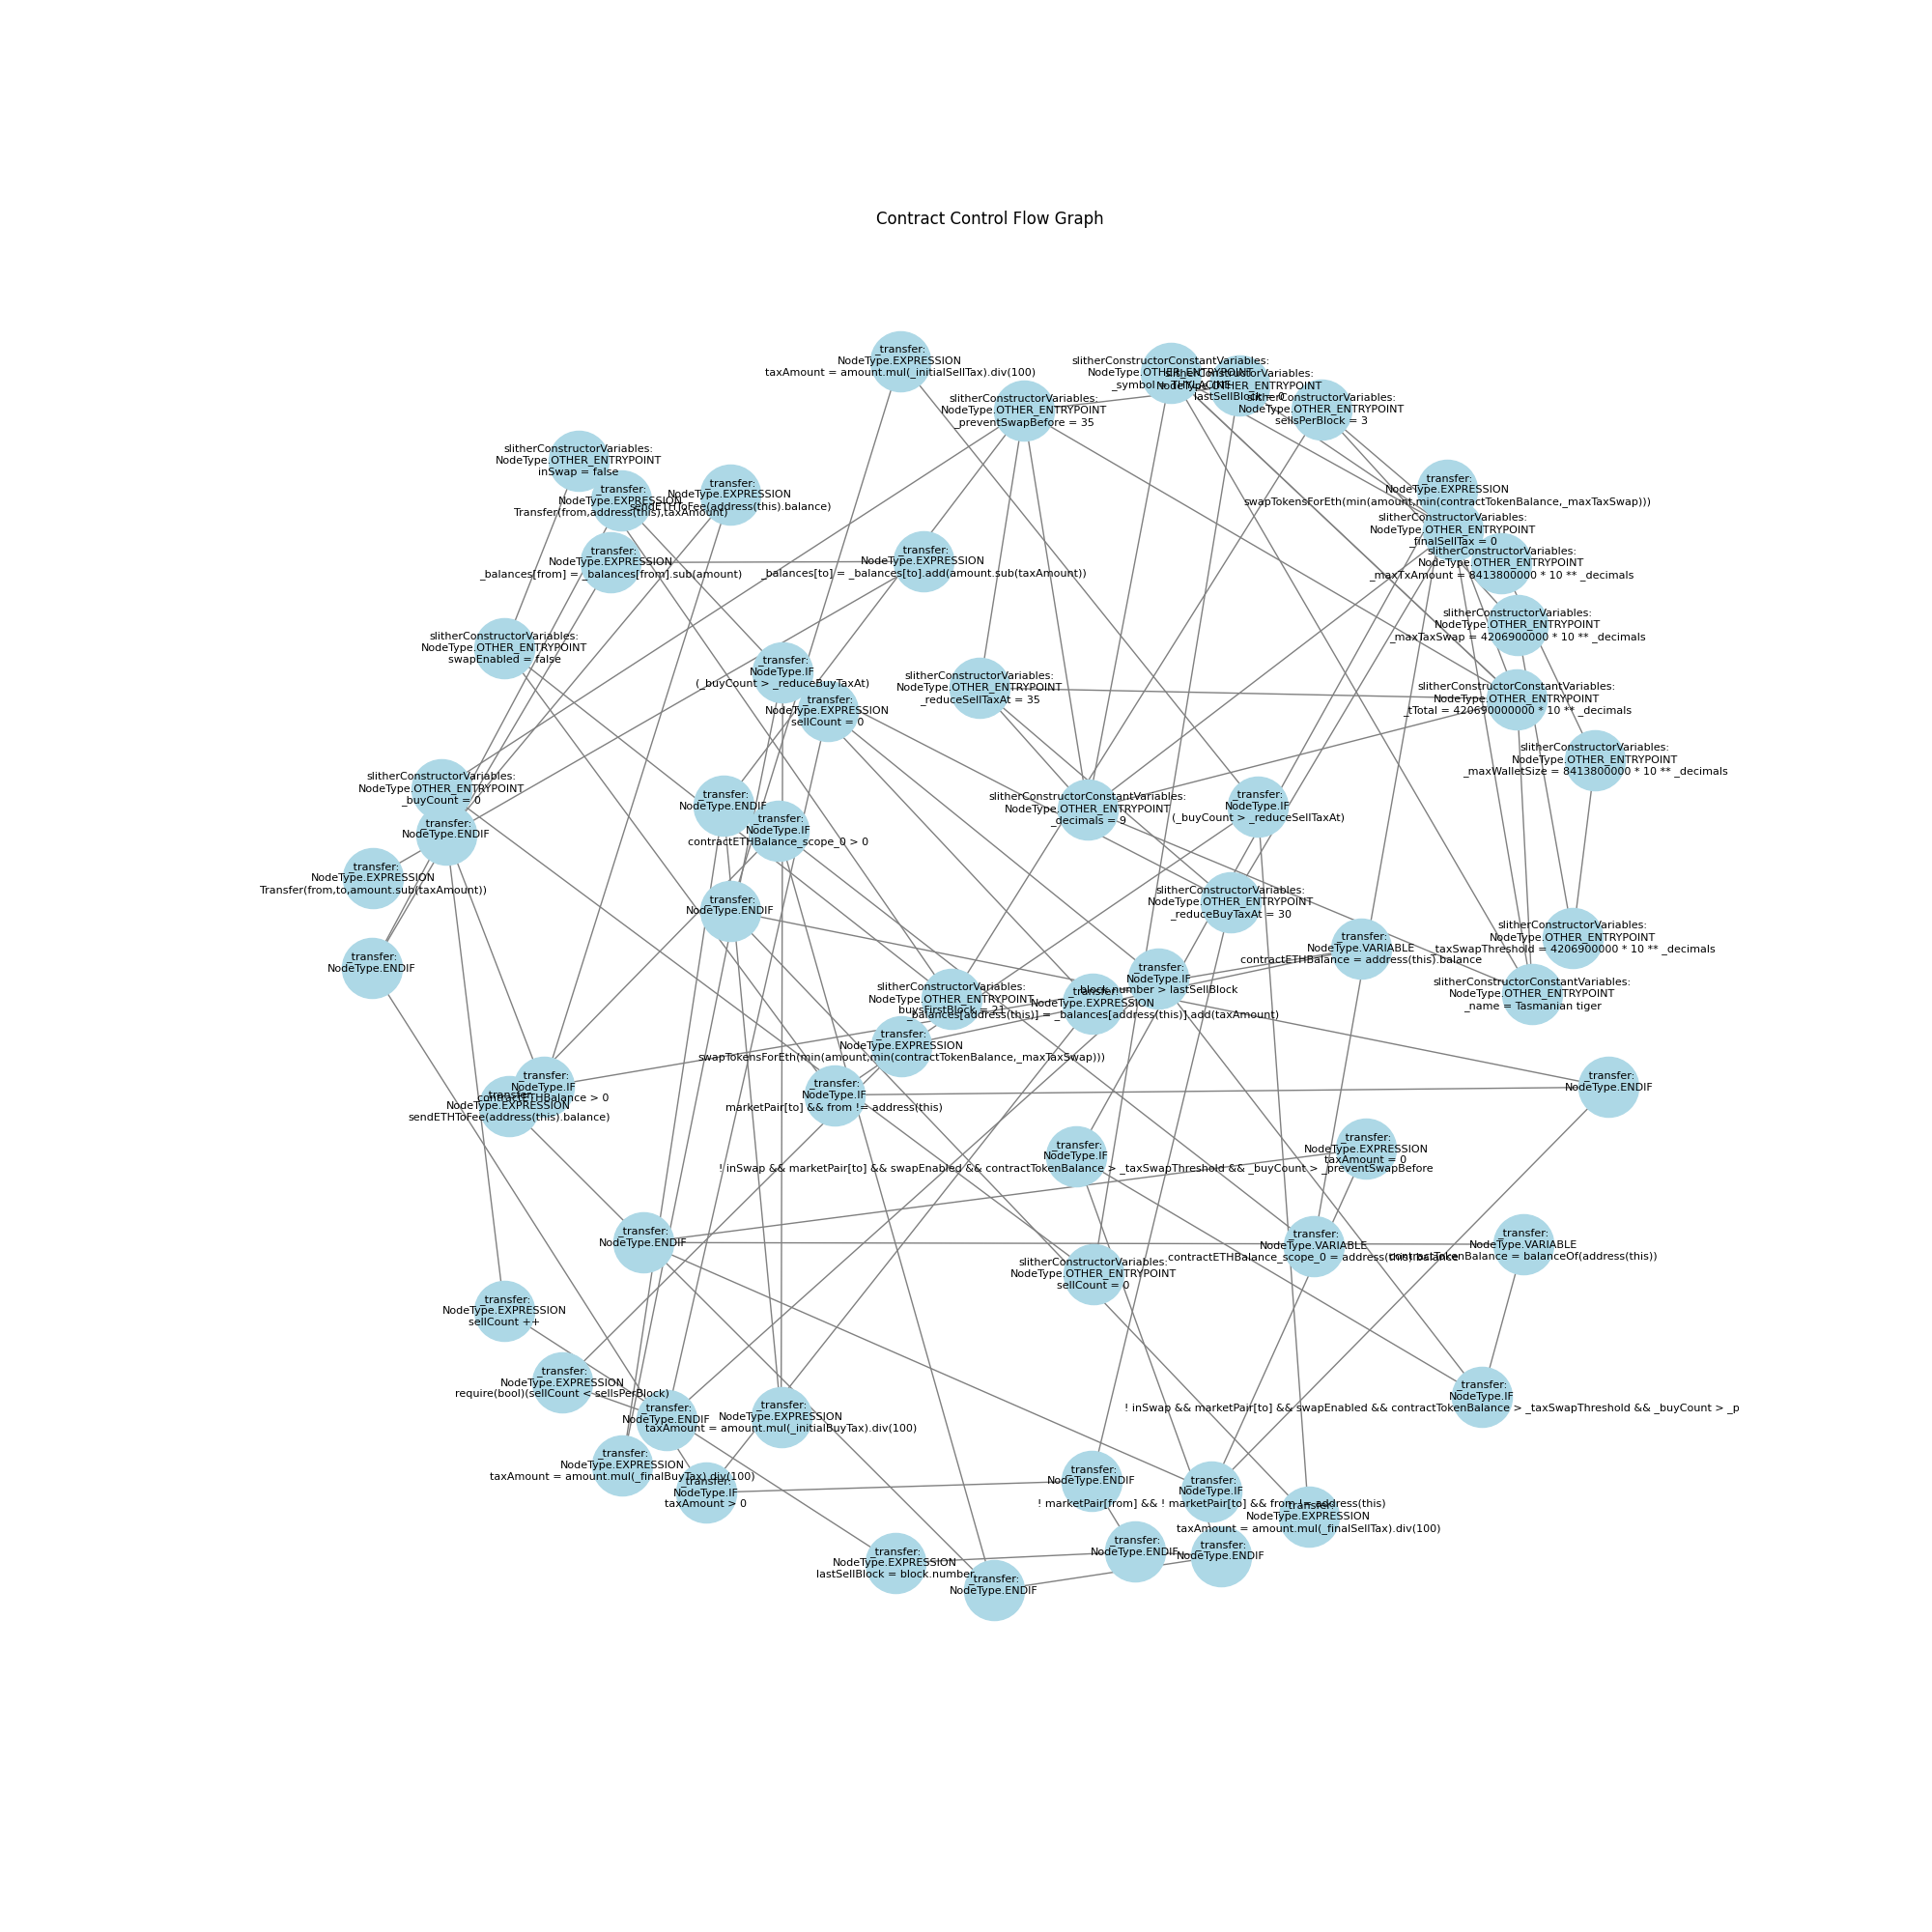 Contract Control Flow Graph
_transfer:
NodeType.EXPRESSION
taxAmount = amount.mul(_initialSellTax).div(100)
slitherConstructorConstantVariables:
NodeType.OTHER_ENTRYPOINT
_symbol = THYLACINE
slitherConstructorVariables:
NodeType.OTHER_ENTRYPOINT
lastSellBlock = 0
slitherConstructorVariables:
NodeType.OTHER_ENTRYPOINT
sellsPerBlock = 3
slitherConstructorVariables:
NodeType.OTHER_ENTRYPOINT
_preventSwapBefore = 35
slitherConstructorVariables:
NodeType.OTHER_ENTRYPOINT
inSwap = false
_transfer:
NodeType.EXPRESSION
Transfer(from,address(this),taxAmount)
_transfer:
NodeType.EXPRESSION
sendETHToFee(address(this).balance)
_transfer:
NodeType.EXPRESSION
swapTokensForEth(min(amount,min(contractTokenBalance,_maxTaxSwap)))
slitherConstructorVariables:
NodeType.OTHER_ENTRYPOINT
_finalSellTax = 0
_transfer:
NodeType.EXPRESSION
_balances[from] = _balances[from].sub(amount)
_transfer:
NodeType.EXPRESSION
_balances[to] = _balances[to].add(amount.sub(taxAmount))
slitherConstructorVariables:
NodeType.OTHER_ENTRYPOINT
_maxTxAmount = 8413800000 * 10 ** _decimals
slitherConstructorVariables:
NodeType.OTHER_ENTRYPOINT
_maxTaxSwap = 4206900000 * 10 ** _decimals
slitherConstructorVariables:
NodeType.OTHER_ENTRYPOINT
swapEnabled = false
_transfer:
NodeType.IF
(_buyCount > _reduceBuyTaxAt)
slitherConstructorVariables:
NodeType.OTHER_ENTRYPOINT
_reduceSellTaxAt = 35
slitherConstructorConstantVariables:
NodeType.OTHER_ENTRYPOINT
_tTotal = 420690000000 * 10 ** _decimals
_transfer:
NodeType.EXPRESSION
sellCount = 0
slitherConstructorVariables:
NodeType.OTHER_ENTRYPOINT
_maxWalletSize = 8413800000 * 10 ** _decimals
slitherConstructorVariables:
NodeType.OTHER_ENTRYPOINT
_buyCount = 0
_transfer:
NodeType.ENDIF
_transfer:
NodeType.ENDIF
_transfer:
NodeType.IF
contractETHBalance_scope_0 > 0
slitherConstructorConstantVariables:
NodeType.OTHER_ENTRYPOINT
_decimals = 9
_transfer:
NodeType.IF
(_buyCount > _reduceSellTaxAt)
_transfer:
NodeType.EXPRESSION
Transfer(from,to,amount.sub(taxAmount))
_transfer:
NodeType.ENDIF
slitherConstructorVariables:
NodeType.OTHER_ENTRYPOINT
_reduceBuyTaxAt = 30
_transfer:
NodeType.VARIABLE
contractETHBalance = address(this).balance
slitherConstructorVariables:
NodeType.OTHER_ENTRYPOINT
_taxSwapThreshold = 4206900000 * 10 ** _decimals
_transfer:
NodeType.ENDIF
_transfer:
NodeType.IF
block.number > lastSellBlock
slitherConstructorVariables:
NodeType.OTHER_ENTRYPOINT
buysFirstBlock = 21
_transfer:
NodeType.EXPRESSION
_balances[address(this)] = _balances[address(this)].add(taxAmount)
slitherConstructorConstantVariables:
NodeType.OTHER_ENTRYPOINT
_name = Tasmanian tiger
_transfer:
NodeType.EXPRESSION
swapTokensForEth(min(amount,min(contractTokenBalance,_maxTaxSwap)))
_transfer:
NodeType.IF
contractETHBalance > 0
_transfer:
NodeType.EXPRESSION
sendETHToFee(address(this).balance)
_transfer:
NodeType.IF
marketPair[to] && from != address(this)
_transfer:
NodeType.ENDIF
_transfer:
NodeType.IF
! inSwap && marketPair[to] && swapEnabled && contractTokenBalance > _taxSwapThreshold && _buyCount > _preventSwapBefore
_transfer:
NodeType.EXPRESSION
taxAmount = 0
_transfer:
NodeType.ENDIF
_transfer:
NodeType.VARIABLE
contractETHBalance_scope_0 = address(this).balance
_transfer:
NodeType.VARIABLE
contractTokenBalance = balanceOf(address(this))
slitherConstructorVariables:
NodeType.OTHER_ENTRYPOINT
sellCount = 0
_transfer:
NodeType.EXPRESSION
sellCount ++
_transfer:
NodeType.EXPRESSION
require(bool)(sellCount < sellsPerBlock)
_transfer:
NodeType.IF
! inSwap && marketPair[to] && swapEnabled && contractTokenBalance > _taxSwapThreshold && _buyCount > _p
_transfer:
NodeType.ENDIF
_transfer:
NodeType.EXPRESSION
taxAmount = amount.mul(_initialBuyTax).div(100)
_transfer:
NodeType.EXPRESSION
taxAmount = amount.mul(_finalBuyTax).div(100)
_transfer:
NodeType.IF
taxAmount > 0
_transfer:
NodeType.ENDIF
_transfer:
NodeType.IF
! marketPair[from] && ! marketPair[to] && from != address(this)
_transfer:
NodeType.EXPRESSION
taxAmount = amount.mul(_finalSellTax).div(100)
_transfer:
NodeType.EXPRESSION
lastSellBlock = block.number
_transfer:
NodeType.ENDIF
_transfer:
NodeType.ENDIF
_transfer:
NodeType.ENDIF